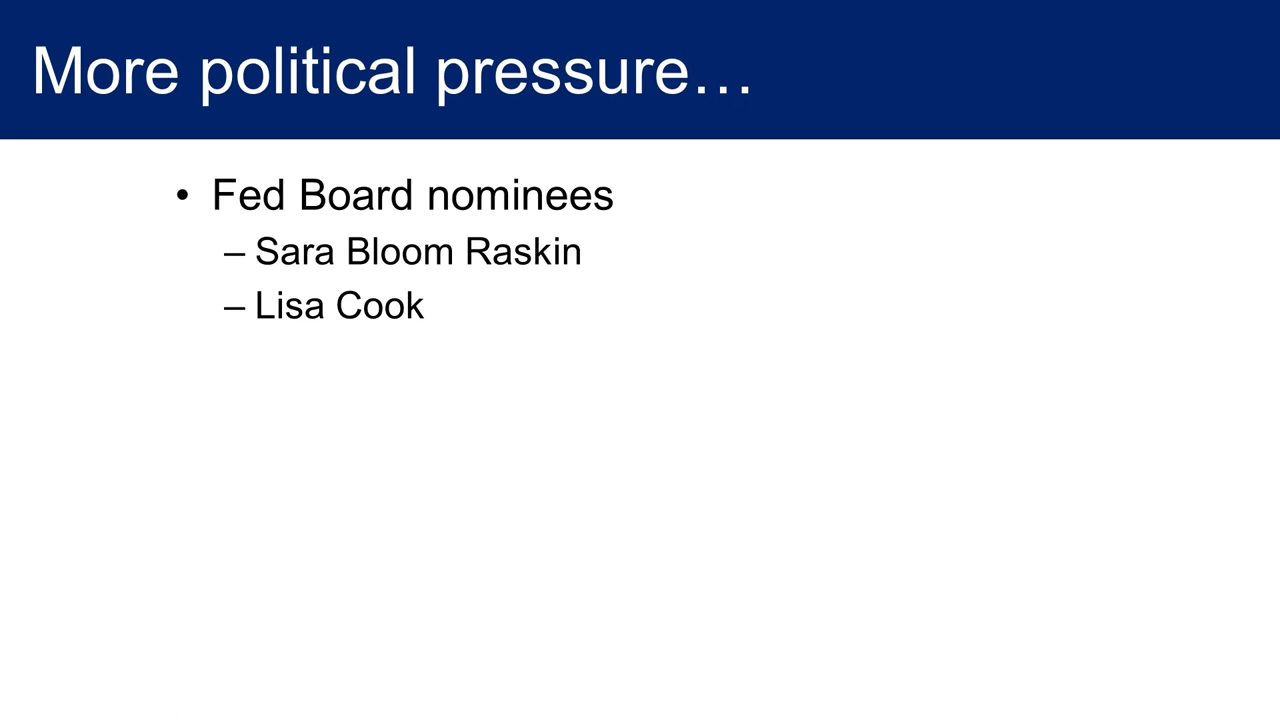 More political pressure…
• Fed Board nominees
– Sara Bloom Raskin
– Lisa Cook